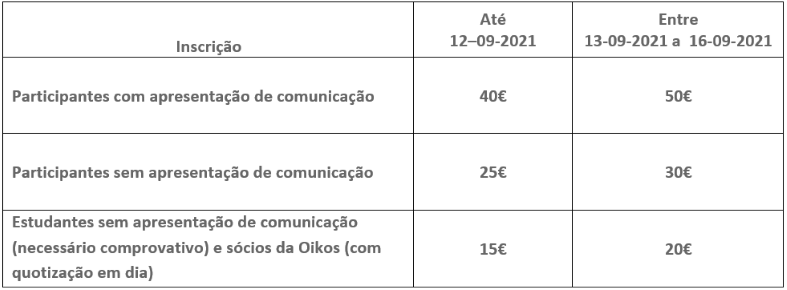 Inscrição
Até
12–09-2021
Entre
13-09-2021 a  16-09-2021
Participantes com apresentação de comunicação
40€
50€
Participantes sem apresentação de comunicação
25€
30€
Estudantes sem apresentação de comunicação
(necessário comprovativo) e sócios da Oikos (com
quotização em dia)
15€
20€